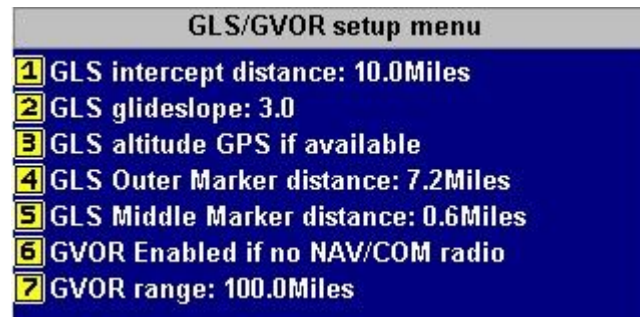 GLS/GVOR setup menu
1 GLS intercept distance: 10.0Miles
2 GLS glideslope: 3.0
3 GLS altitude GPS if available
4 GLS Outer Marker distance: 7.2Miles
5 GLS Middle Marker distance: 0.6Miles
6 GVOR Enabled if no NAV/COM radio
7 GVOR range: 100.0Miles